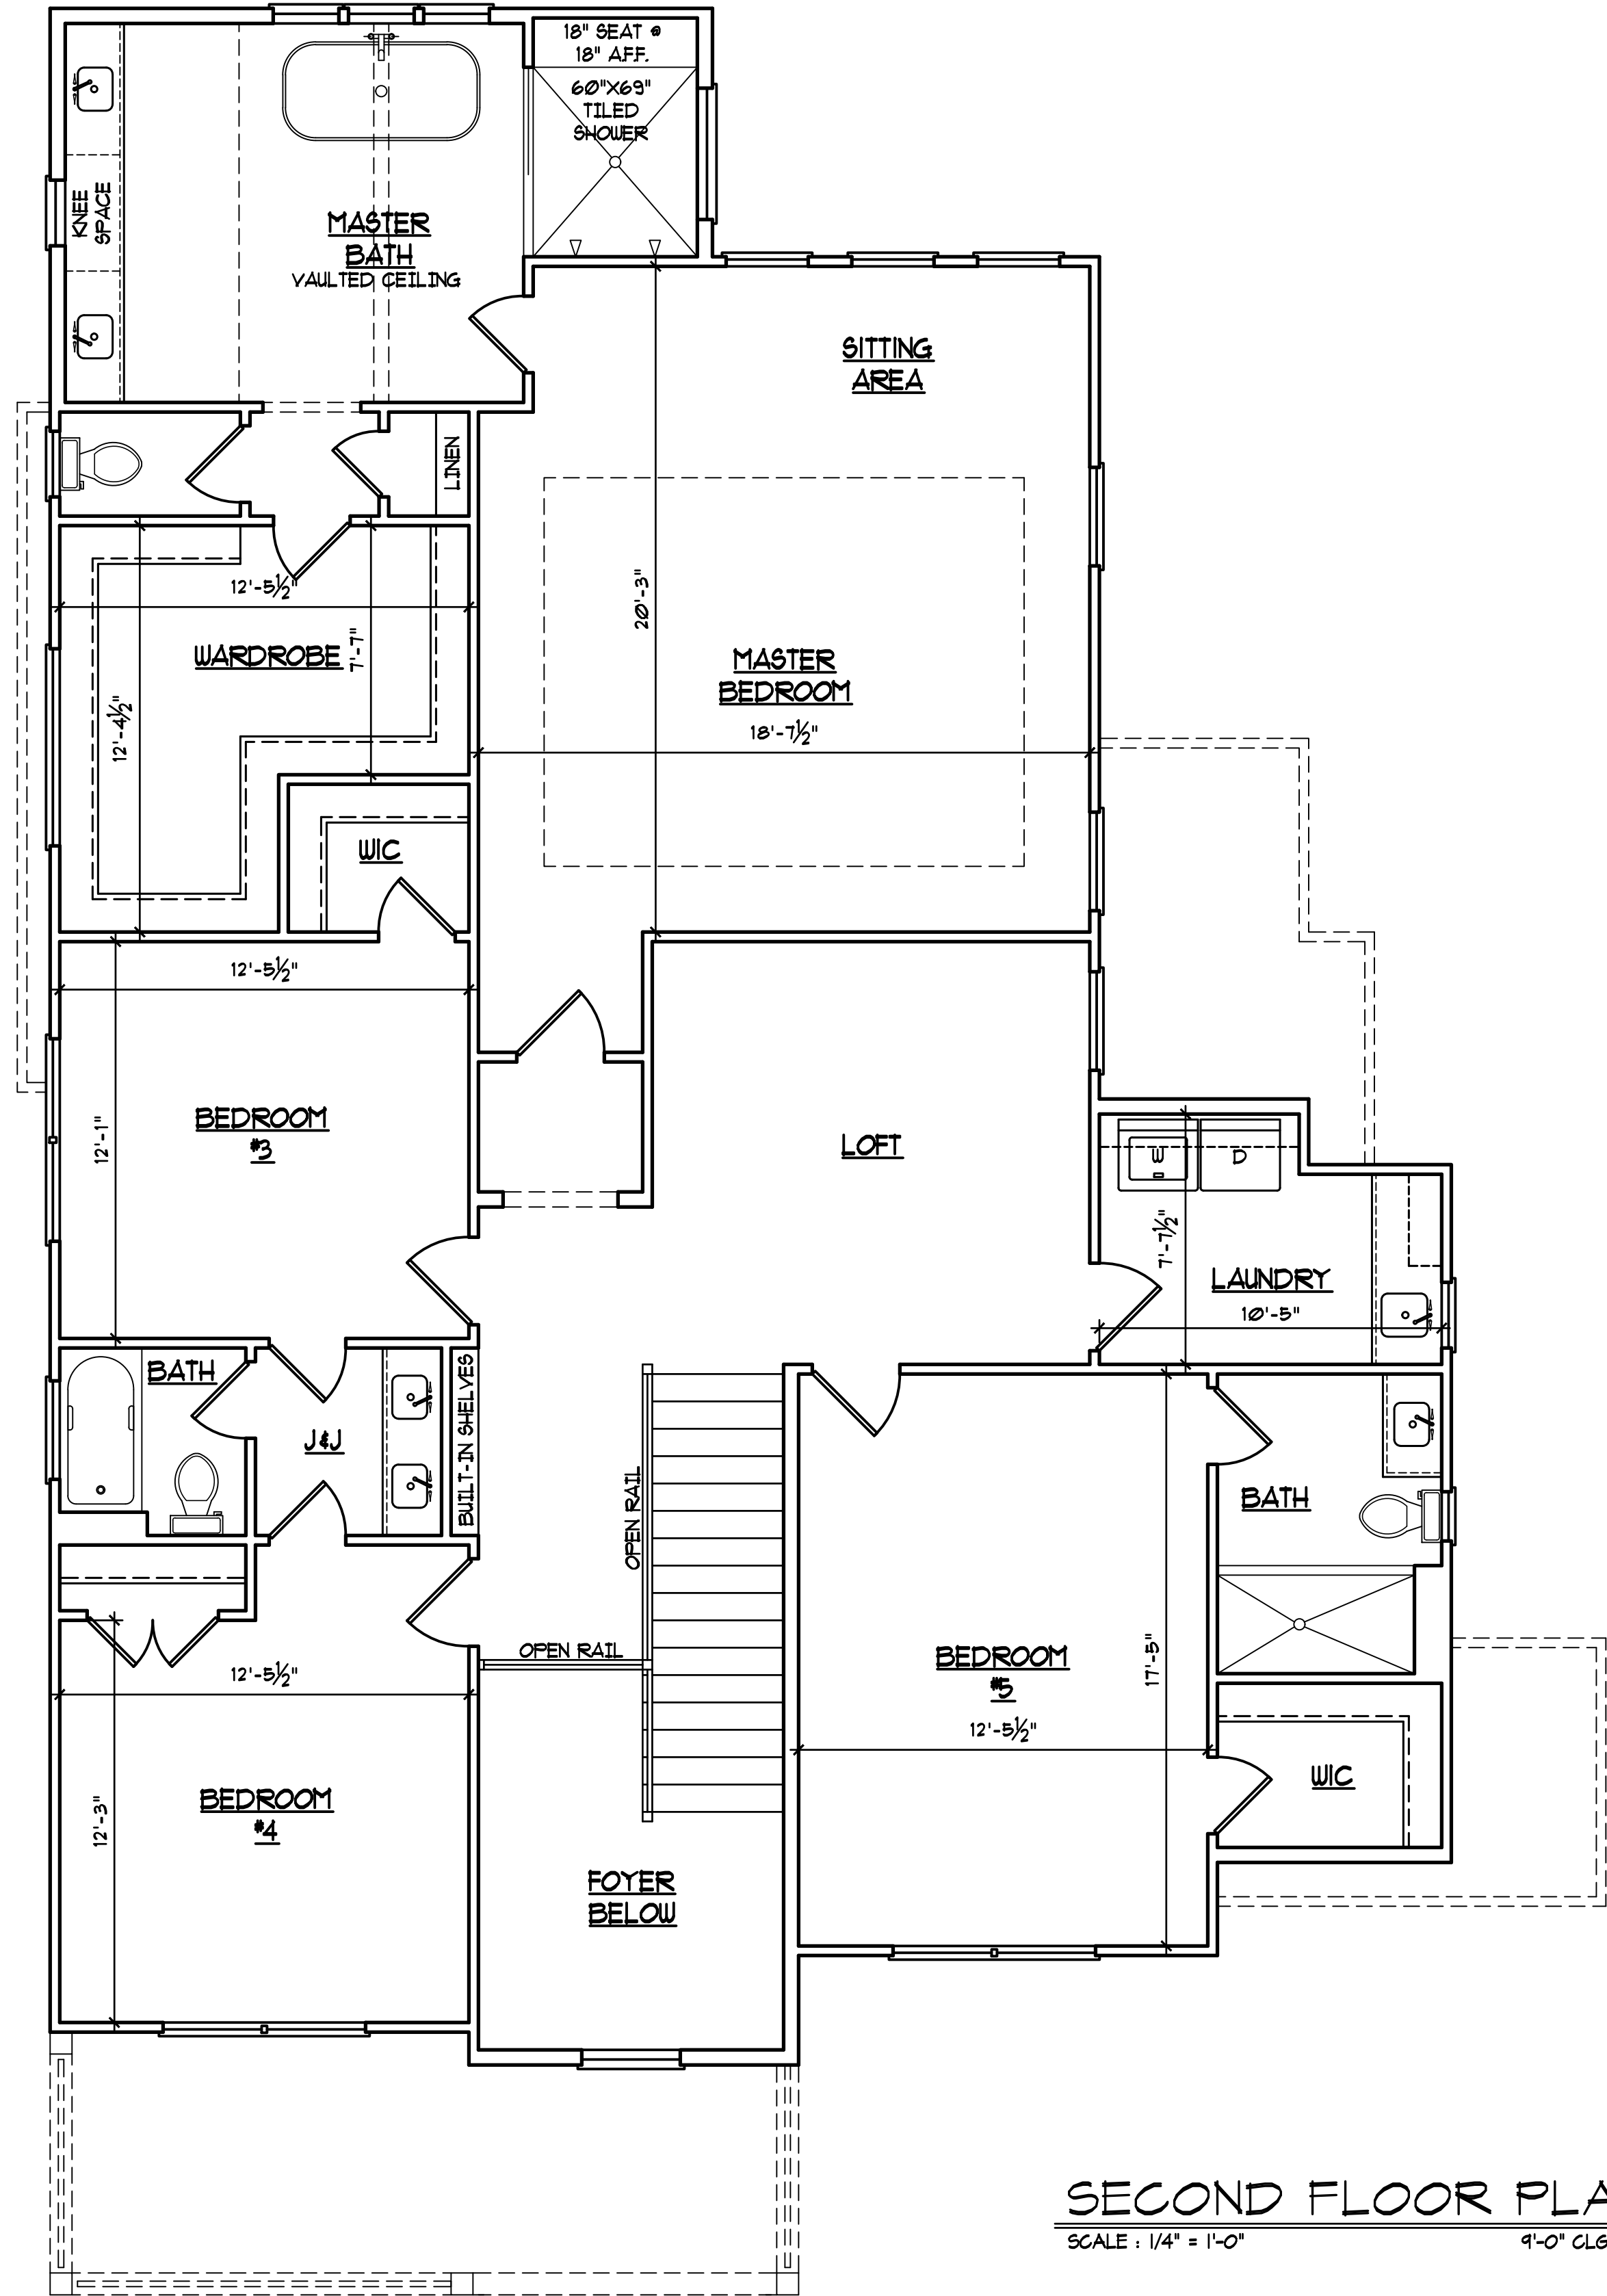 18" SEAT @
18" A.F.F.
60"X69"
TILED
SHOWER
KNEE
SPACE
MASTER
BATH
VAULTED CEILING
SITTING
AREA
LINEN
12'-5½"
20'-3"
WARDROBE
7'-7"
MASTER
BEDROOM
12'-4½"
18'-7½"
WIC
12'-5½"
BEDROOM
#3
12'-1"
LOFT
W
D
7'-7½"
LAUNDRY
10'-5"
BATH
J&J
BUILT-IN SHELVES
OPEN RAIL
BATH
OPEN RAIL
12'-5½"
BEDROOM
#5
17'-5"
12'-5½"
WIC
BEDROOM
#4
12'-3"
FOYER
BELOW
SECOND FLOOR PLA
SCALE : 1/4" = 1'-0"
9'-0" CLG